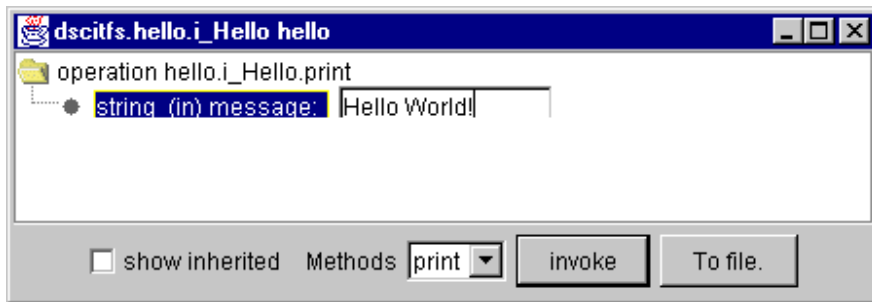 dscitfs.hello.i_Hello hello
operation hello.i_Hello.print
string (in) message: Hello World!
show inherited Methods print invoke To file.